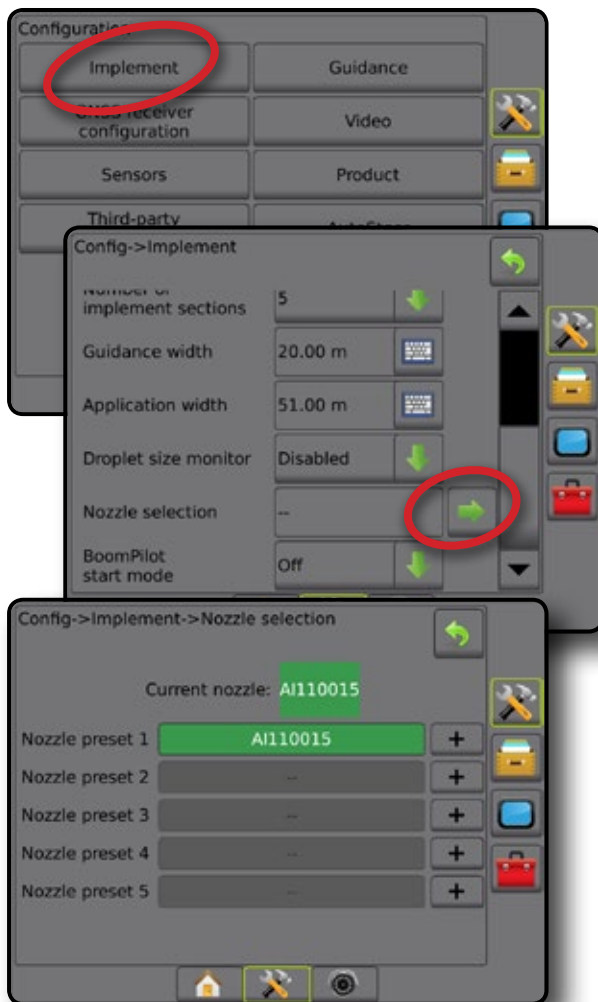 Configuration
Implement Guidance
GNSS receiver
configuration Video
Sensors Product
Third-party
Config->Implement
Number of
implement sections 5
Guidance width 20.00 m
Application width 51.00 m
Droplet size monitor Disabled
Nozzle selection --
BoomPilot
start mode Off
Config->Implement->Nozzle selection
Current nozzle: AI110015
Nozzle preset 1 AI110015 +
Nozzle preset 2 -- +
Nozzle preset 3 -- +
Nozzle preset 4 -- +
Nozzle preset 5 -- +